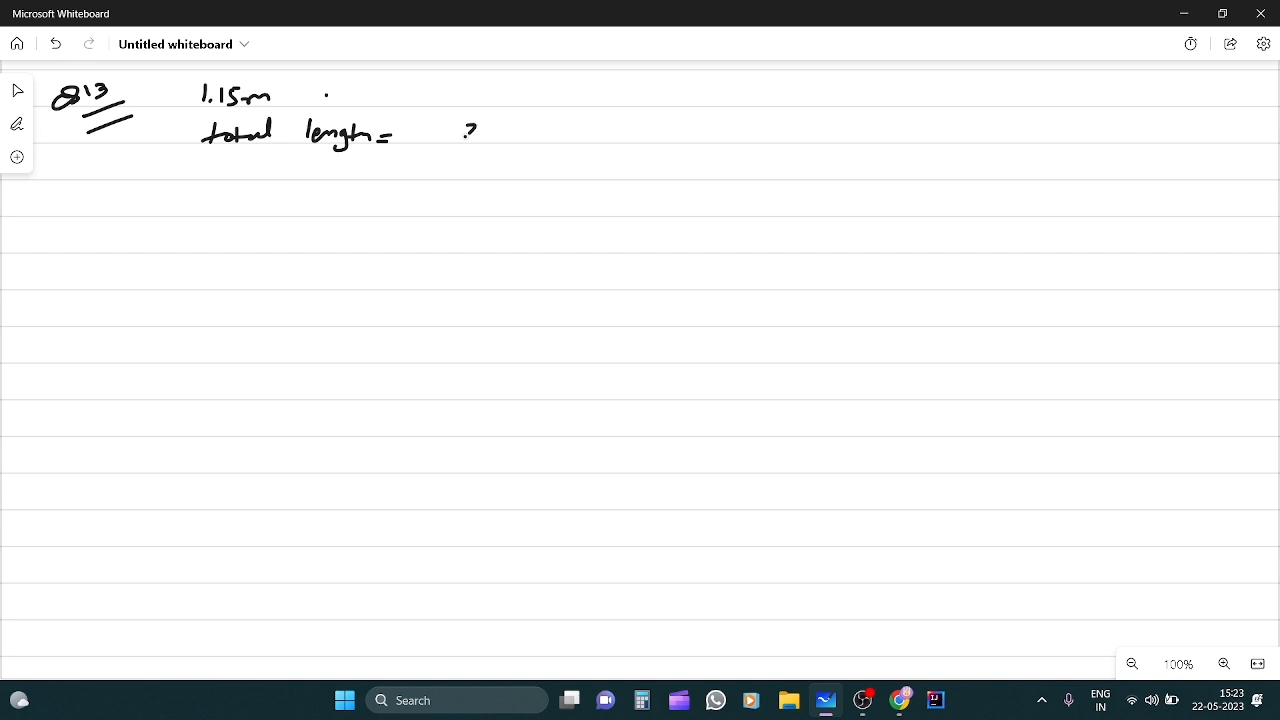 Microsoft Whiteboard
Untitled whiteboard
Q13 1.15m .
total length = ?
100%
Search
ENG
IN
15:23
22-05-2023